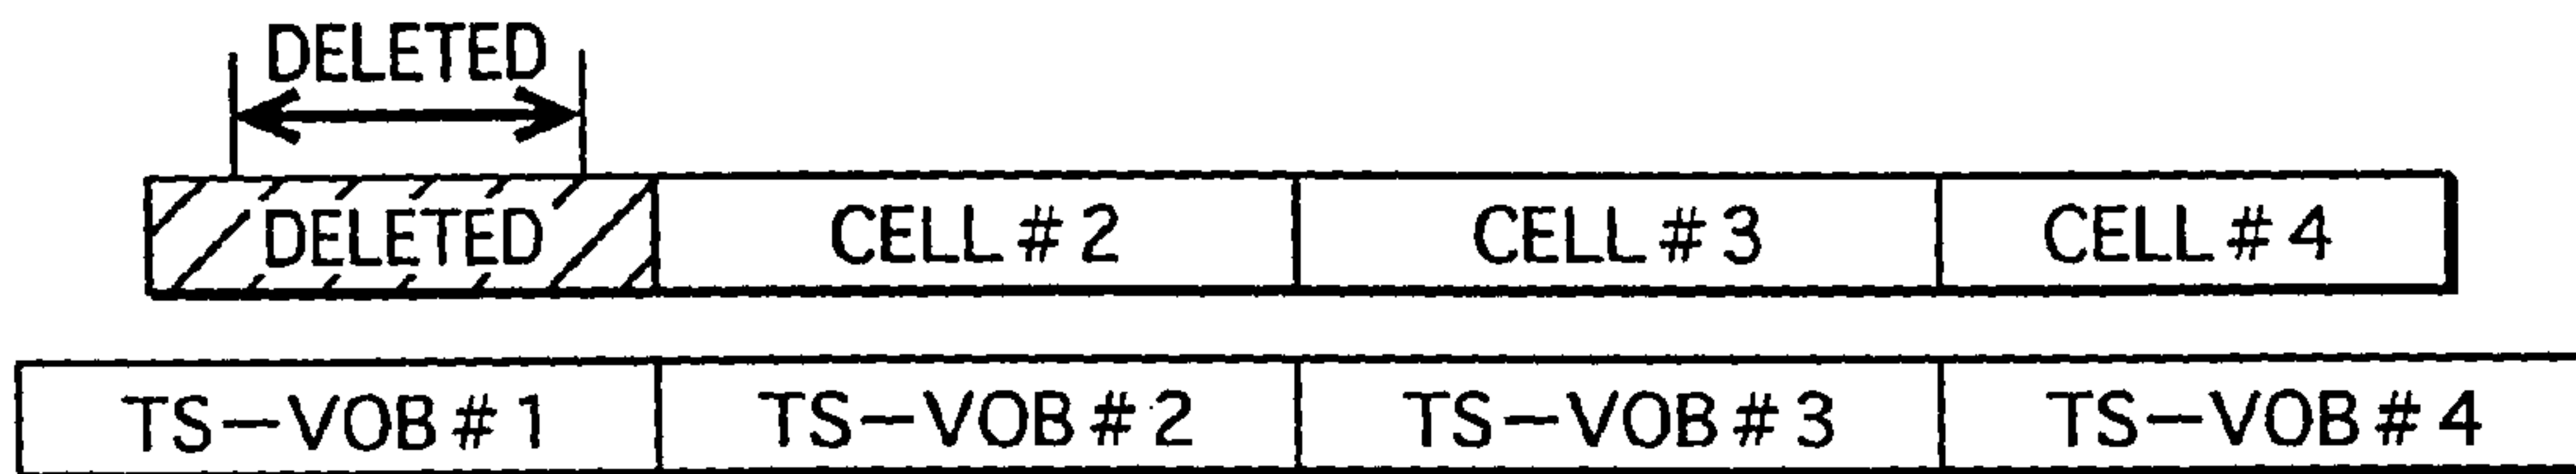 DELETED
DELETED CELL#2 CELL#3 CELL#4
TS-VOB#1 TS-VOB#2 TS-VOB#3 TS-VOB#4